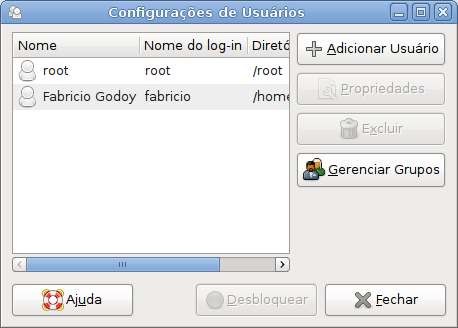 Configurações de Usuários
Nome Nome do log-in Diretó
root root /root
Fabricio Godoy fabricio /home
Adicionar Usuário
Propriedades
Excluir
Gerenciar Grupos
Ajuda Desbloquear Fechar